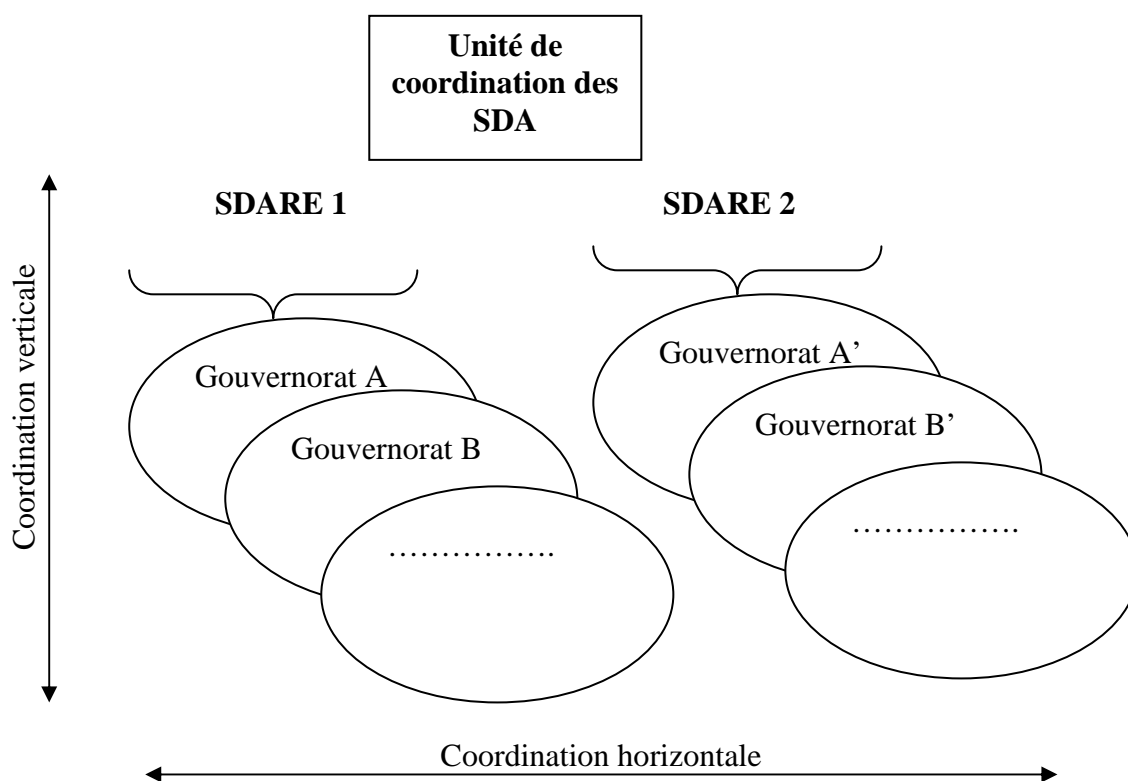 Unité de
coordination des
SDA
SDARE 1
SDARE 2
Coordination verticale
Gouvernorat A
Gouvernorat A’
Gouvernorat B
Gouvernorat B’
…………….
…………….
Coordination horizontale